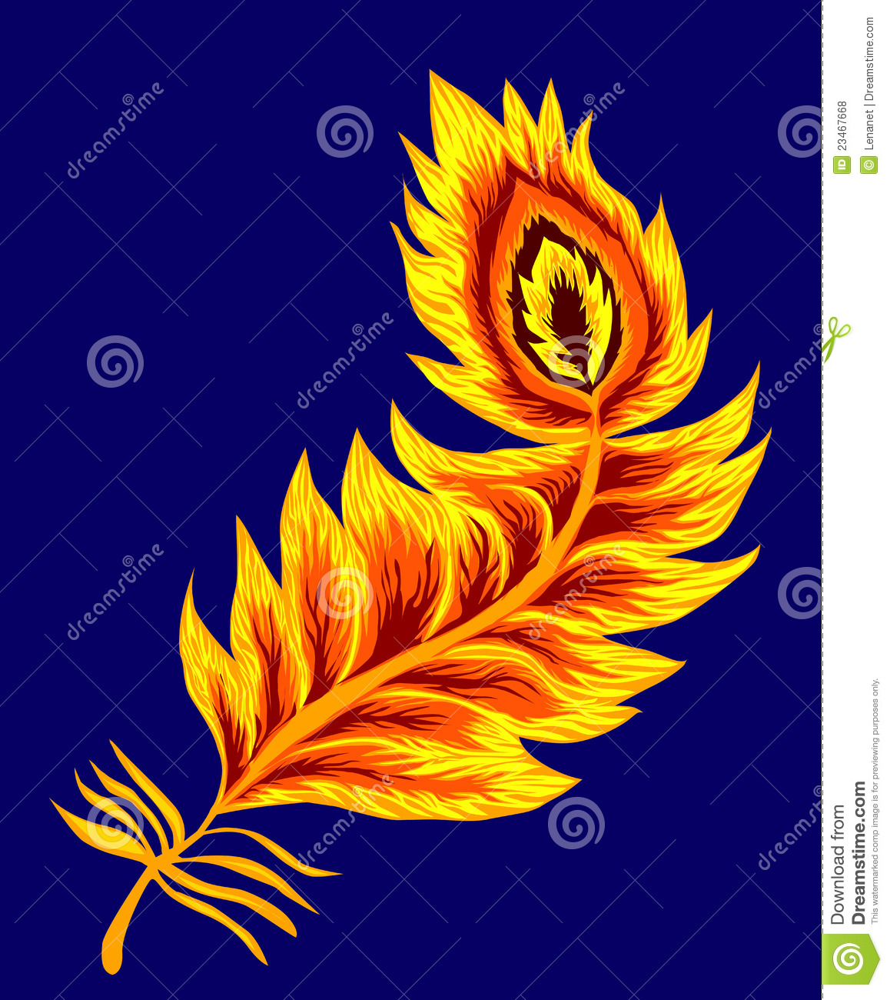 dreamstime
dreamstime
dreamstime
dreamstime
dreamstime
dreamstime
dreamstime
dreamstime
ID 23467668
© Lenanet | Dreamstime.com
Download from
Dreamstime.com
This watermarked comp image is for previewing purposes only.